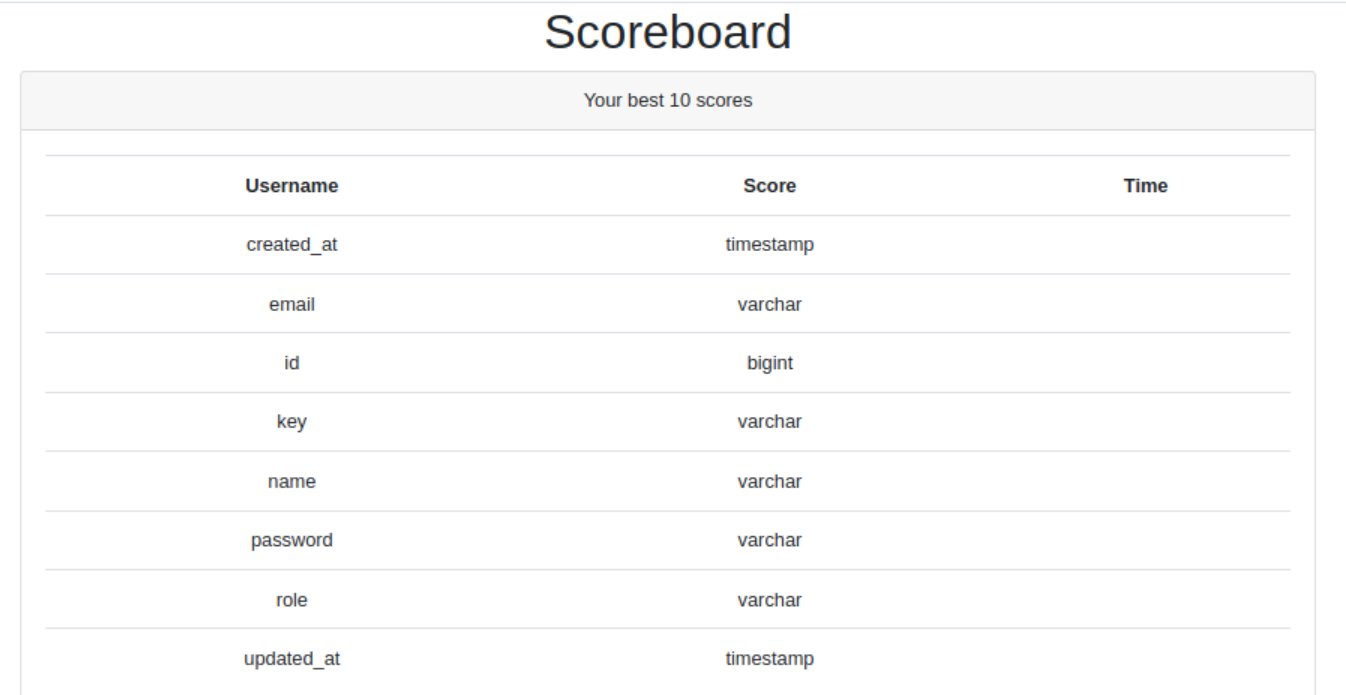 Scoreboard
Your best 10 scores
Username Score Time
created_at timestamp
email varchar
id bigint
key varchar
name varchar
password varchar
role varchar
updated_at timestamp